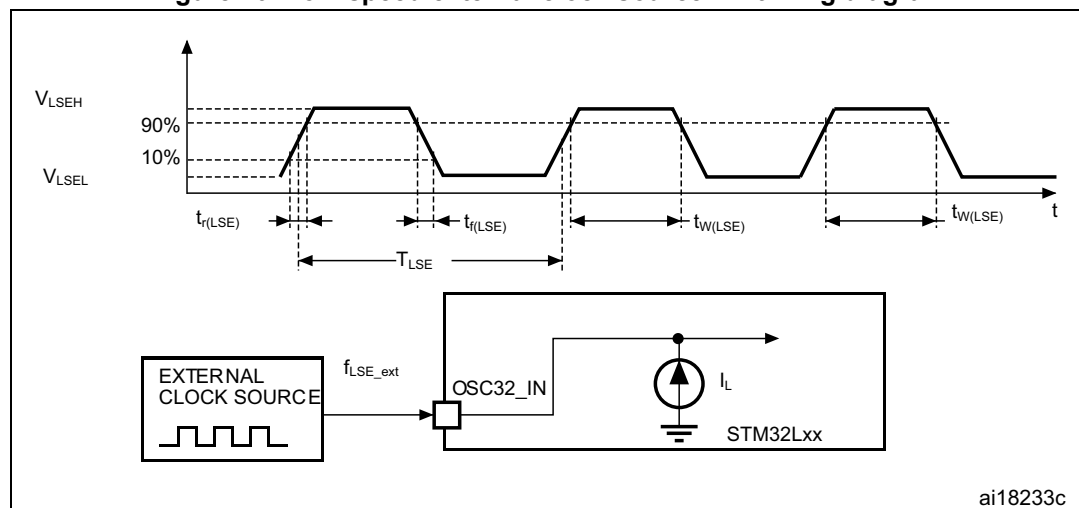 V_LSEH
90%
10%
V_LSEL
t_r(LSE)
t_f(LSE)
t_W(LSE)
t_W(LSE)
t
T_LSE
EXTERNAL
CLOCK SOURCE
f_LSE_ext
OSC32_IN
I_L
STM32Lxx
ai18233c